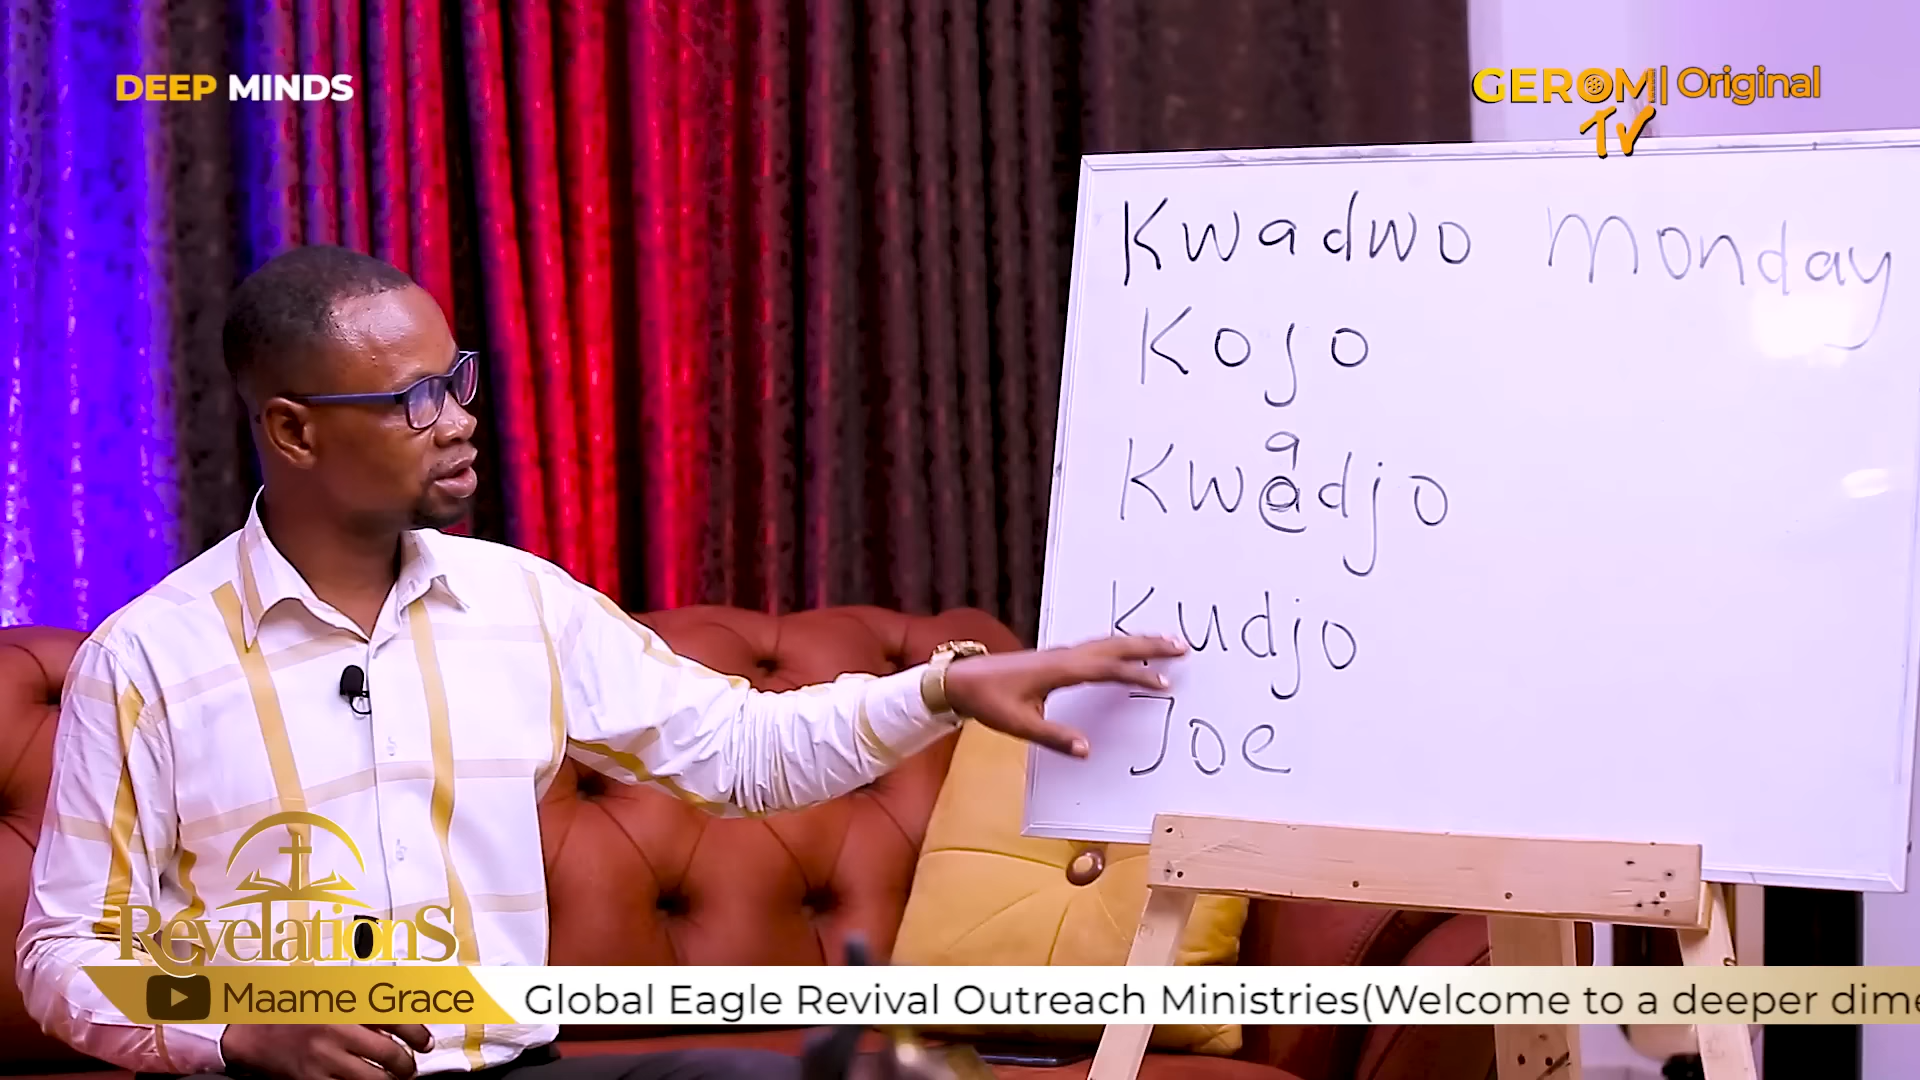 DEEP MINDS
GEROM TV | Original
Kwadwo Monday
Kojo
a
Kwadjo
Kudjo
Joe
Revelations
Maame Grace
Global Eagle Revival Outreach Ministries(Welcome to a deeper dime